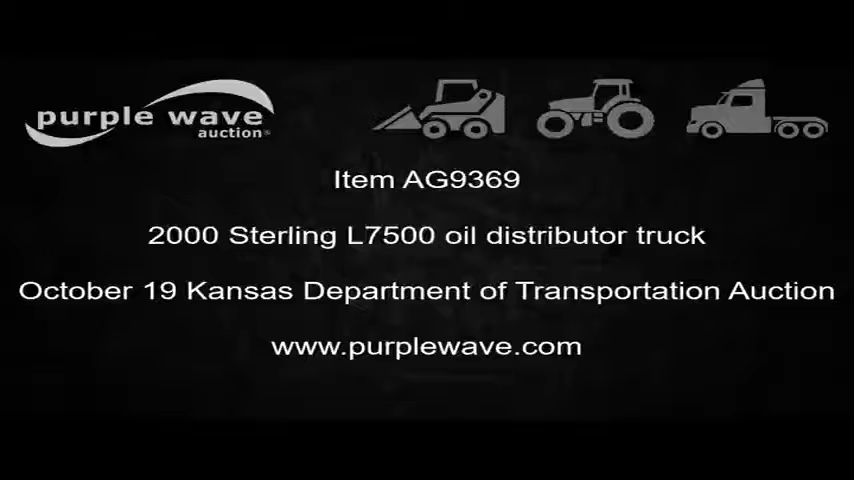 purple wave
auction®
Item AG9369
2000 Sterling L7500 oil distributor truck
October 19 Kansas Department of Transportation Auction
www.purplewave.com